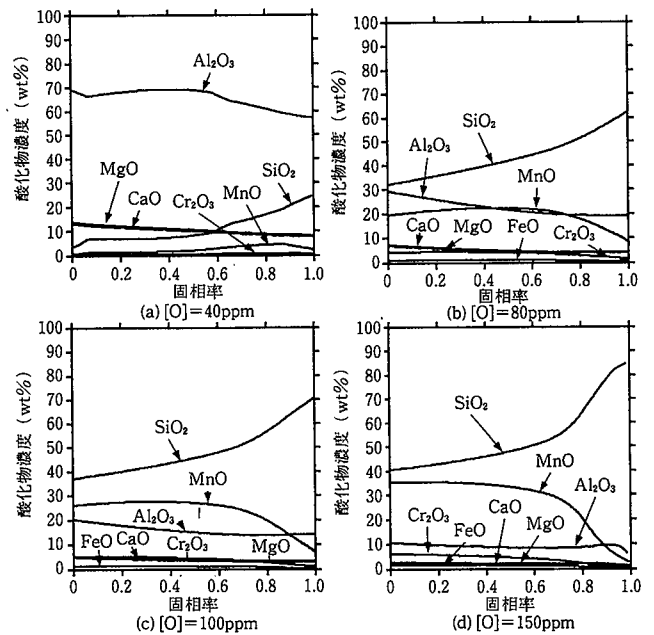 酸化物濃度 (wt%)
100
90
80
70
60
50
40
30
20
10
0
Al₂O₃
MgO
CaO
Cr₂O₃
MnO
SiO₂
0
0.2
0.4
0.6
0.8
1.0
固相率
(a) [O]=40ppm
酸化物濃度 (wt%)
100
90
80
70
60
50
40
30
20
10
0
SiO₂
Al₂O₃
MnO
CaO
MgO
FeO
Cr₂O₃
0
0.2
0.4
0.6
0.8
1.0
固相率
(b) [O]=80ppm
酸化物濃度 (wt%)
100
90
80
70
60
50
40
30
20
10
0
SiO₂
MnO
Al₂O₃
FeO
CaO
Cr₂O₃
MgO
0
0.2
0.4
0.6
0.8
1.0
固相率
(c) [O]=100ppm
酸化物濃度 (wt%)
100
90
80
70
60
50
40
30
20
10
0
SiO₂
MnO
Al₂O₃
Cr₂O₃
FeO
CaO
MgO
0
0.2
0.4
0.6
0.8
1.0
固相率
(d) [O]=150ppm